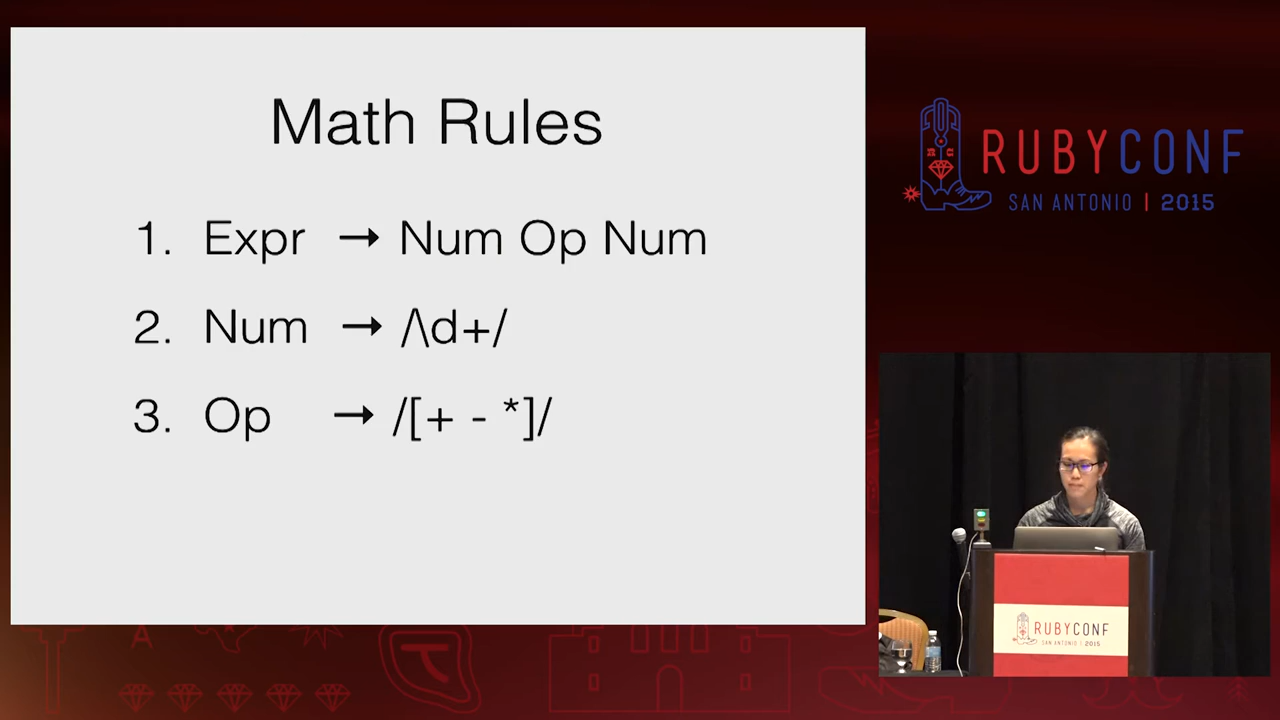 Math Rules
1. Expr → Num Op Num
2. Num → /\d+/
3. Op → /[+ - *]/
RUBYCONF
SAN ANTONIO | 2015
RUBYCONF
SAN ANTONIO | 2015
A